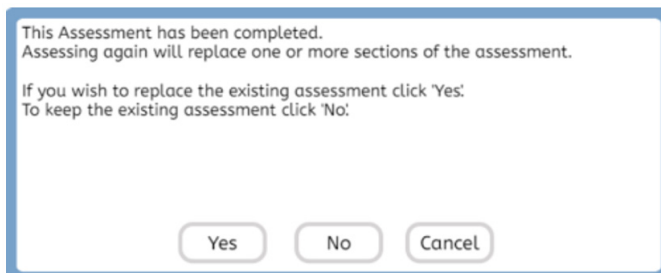 This Assessment has been completed.
Assessing again will replace one or more sections of the assessment.
If you wish to replace the existing assessment click 'Yes'.
To keep the existing assessment click 'No'.
Yes
No
Cancel